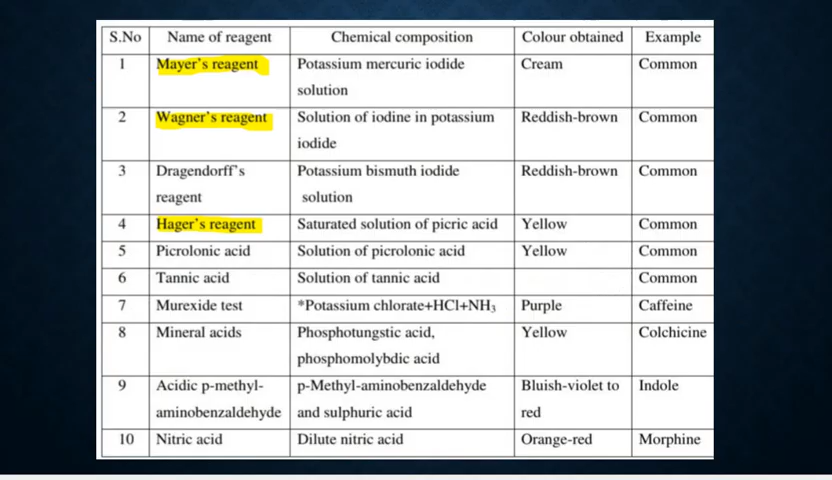 S.No Name of reagent Chemical composition Colour obtained Example
1 Mayer's reagent Potassium mercuric iodide Cream Common
solution
2 Wagner's reagent Solution of iodine in potassium Reddish-brown Common
iodide
3 Dragendorff's Potassium bismuth iodide Reddish-brown Common
reagent solution
4 Hager's reagent Saturated solution of picric acid Yellow Common
5 Picrolonic acid Solution of picrolonic acid Yellow Common
6 Tannic acid Solution of tannic acid Common
7 Murexide test *Potassium chlorate+HCl+NH₃ Purple Caffeine
8 Mineral acids Phosphotungstic acid, Yellow Colchicine
phosphomolybdic acid
9 Acidic p-methyl- p-Methyl-aminobenzaldehyde Bluish-violet to Indole
aminobenzaldehyde and sulphuric acid red
10 Nitric acid Dilute nitric acid Orange-red Morphine